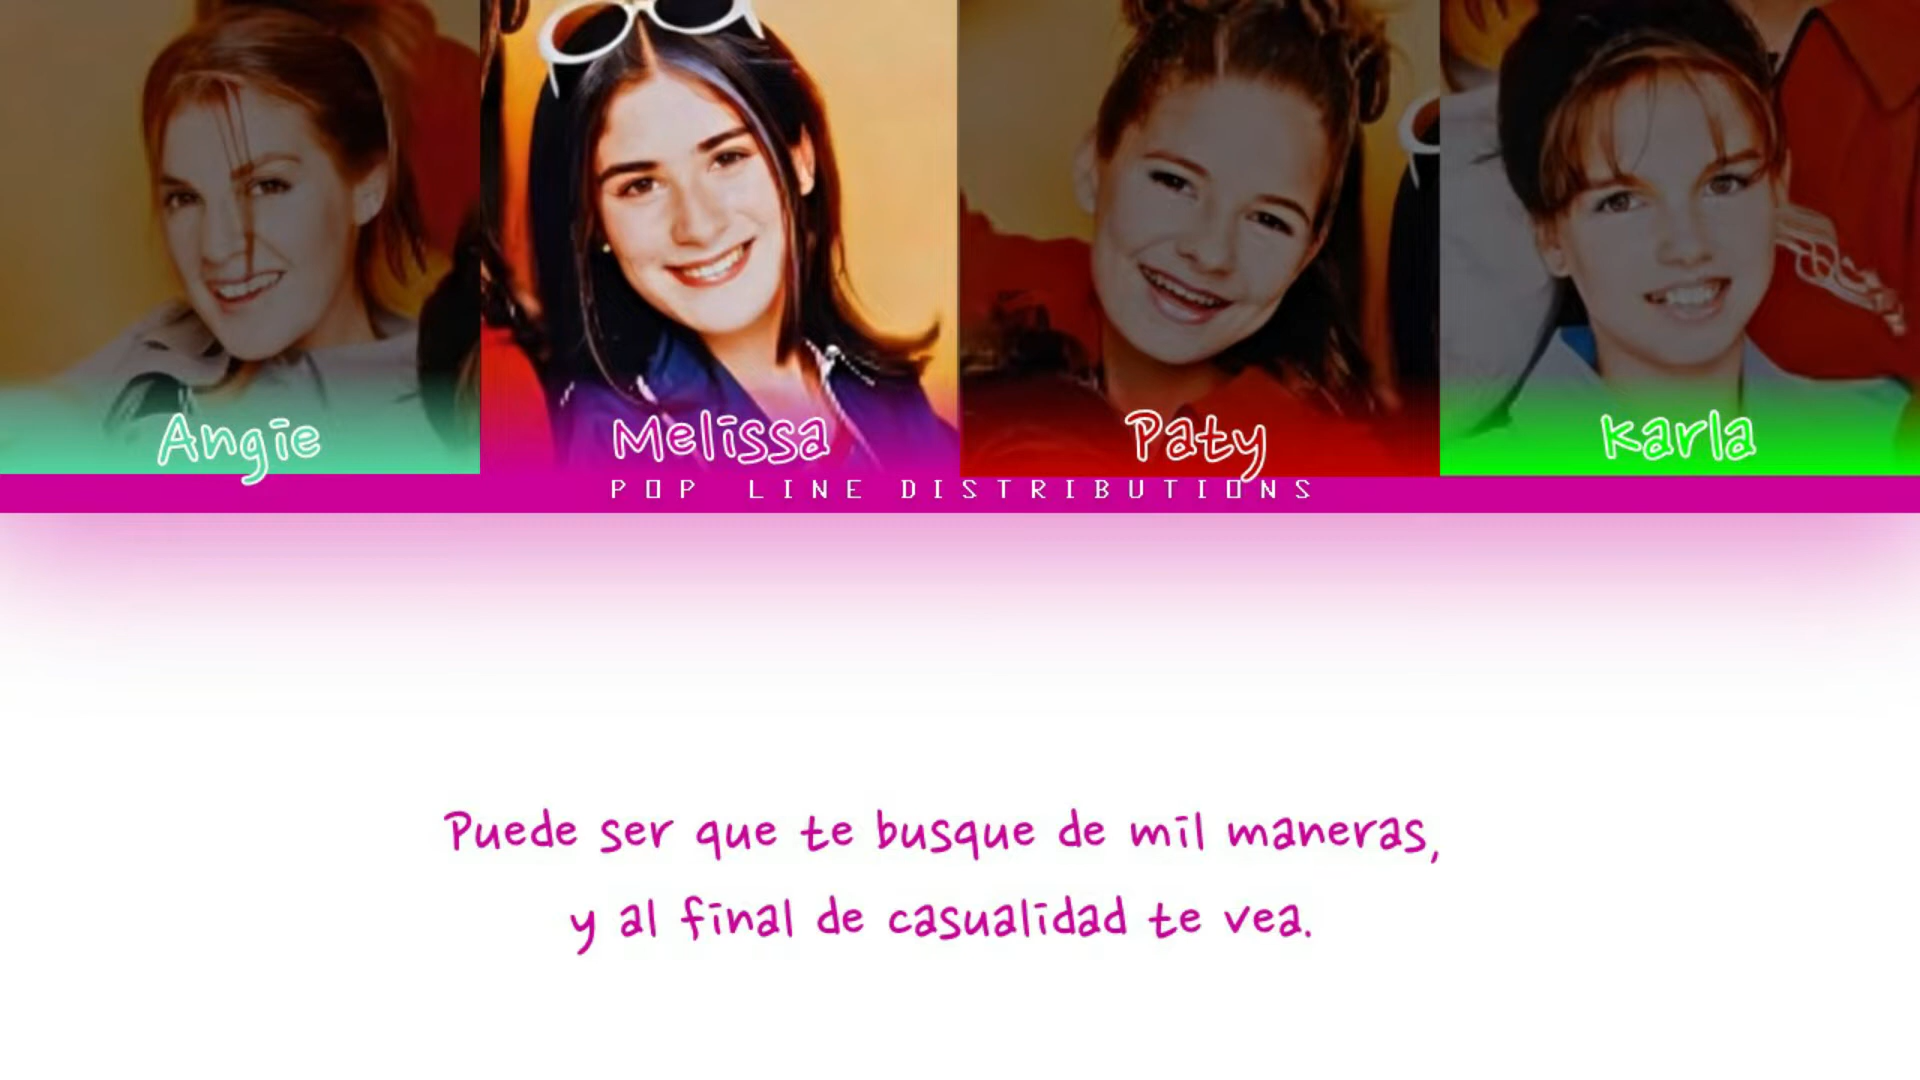 Angie Melissa Paty Karla
POP LINE DISTRIBUTIONS
Puede ser que te busque de mil maneras,
y al final de casualidad te vea.